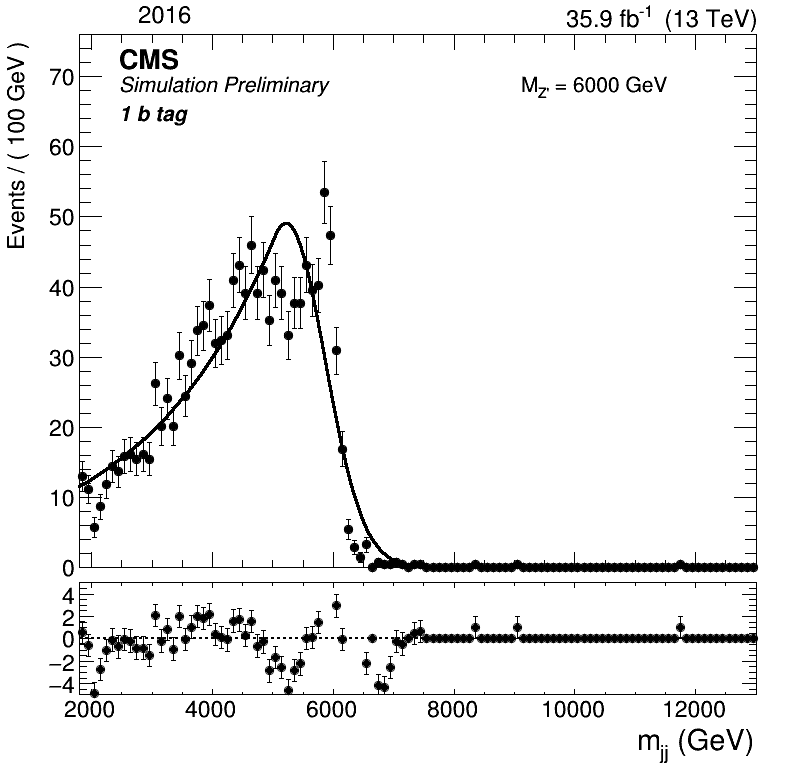 2016 35.9 fb⁻¹ (13 TeV)
CMS
Simulation Preliminary
1 b tag
M_Z' = 6000 GeV
Events / ( 100 GeV )
70
60
50
40
30
20
10
0
4
2
0
−2
−4
2000 4000 6000 8000 10000 12000
m_jj (GeV)